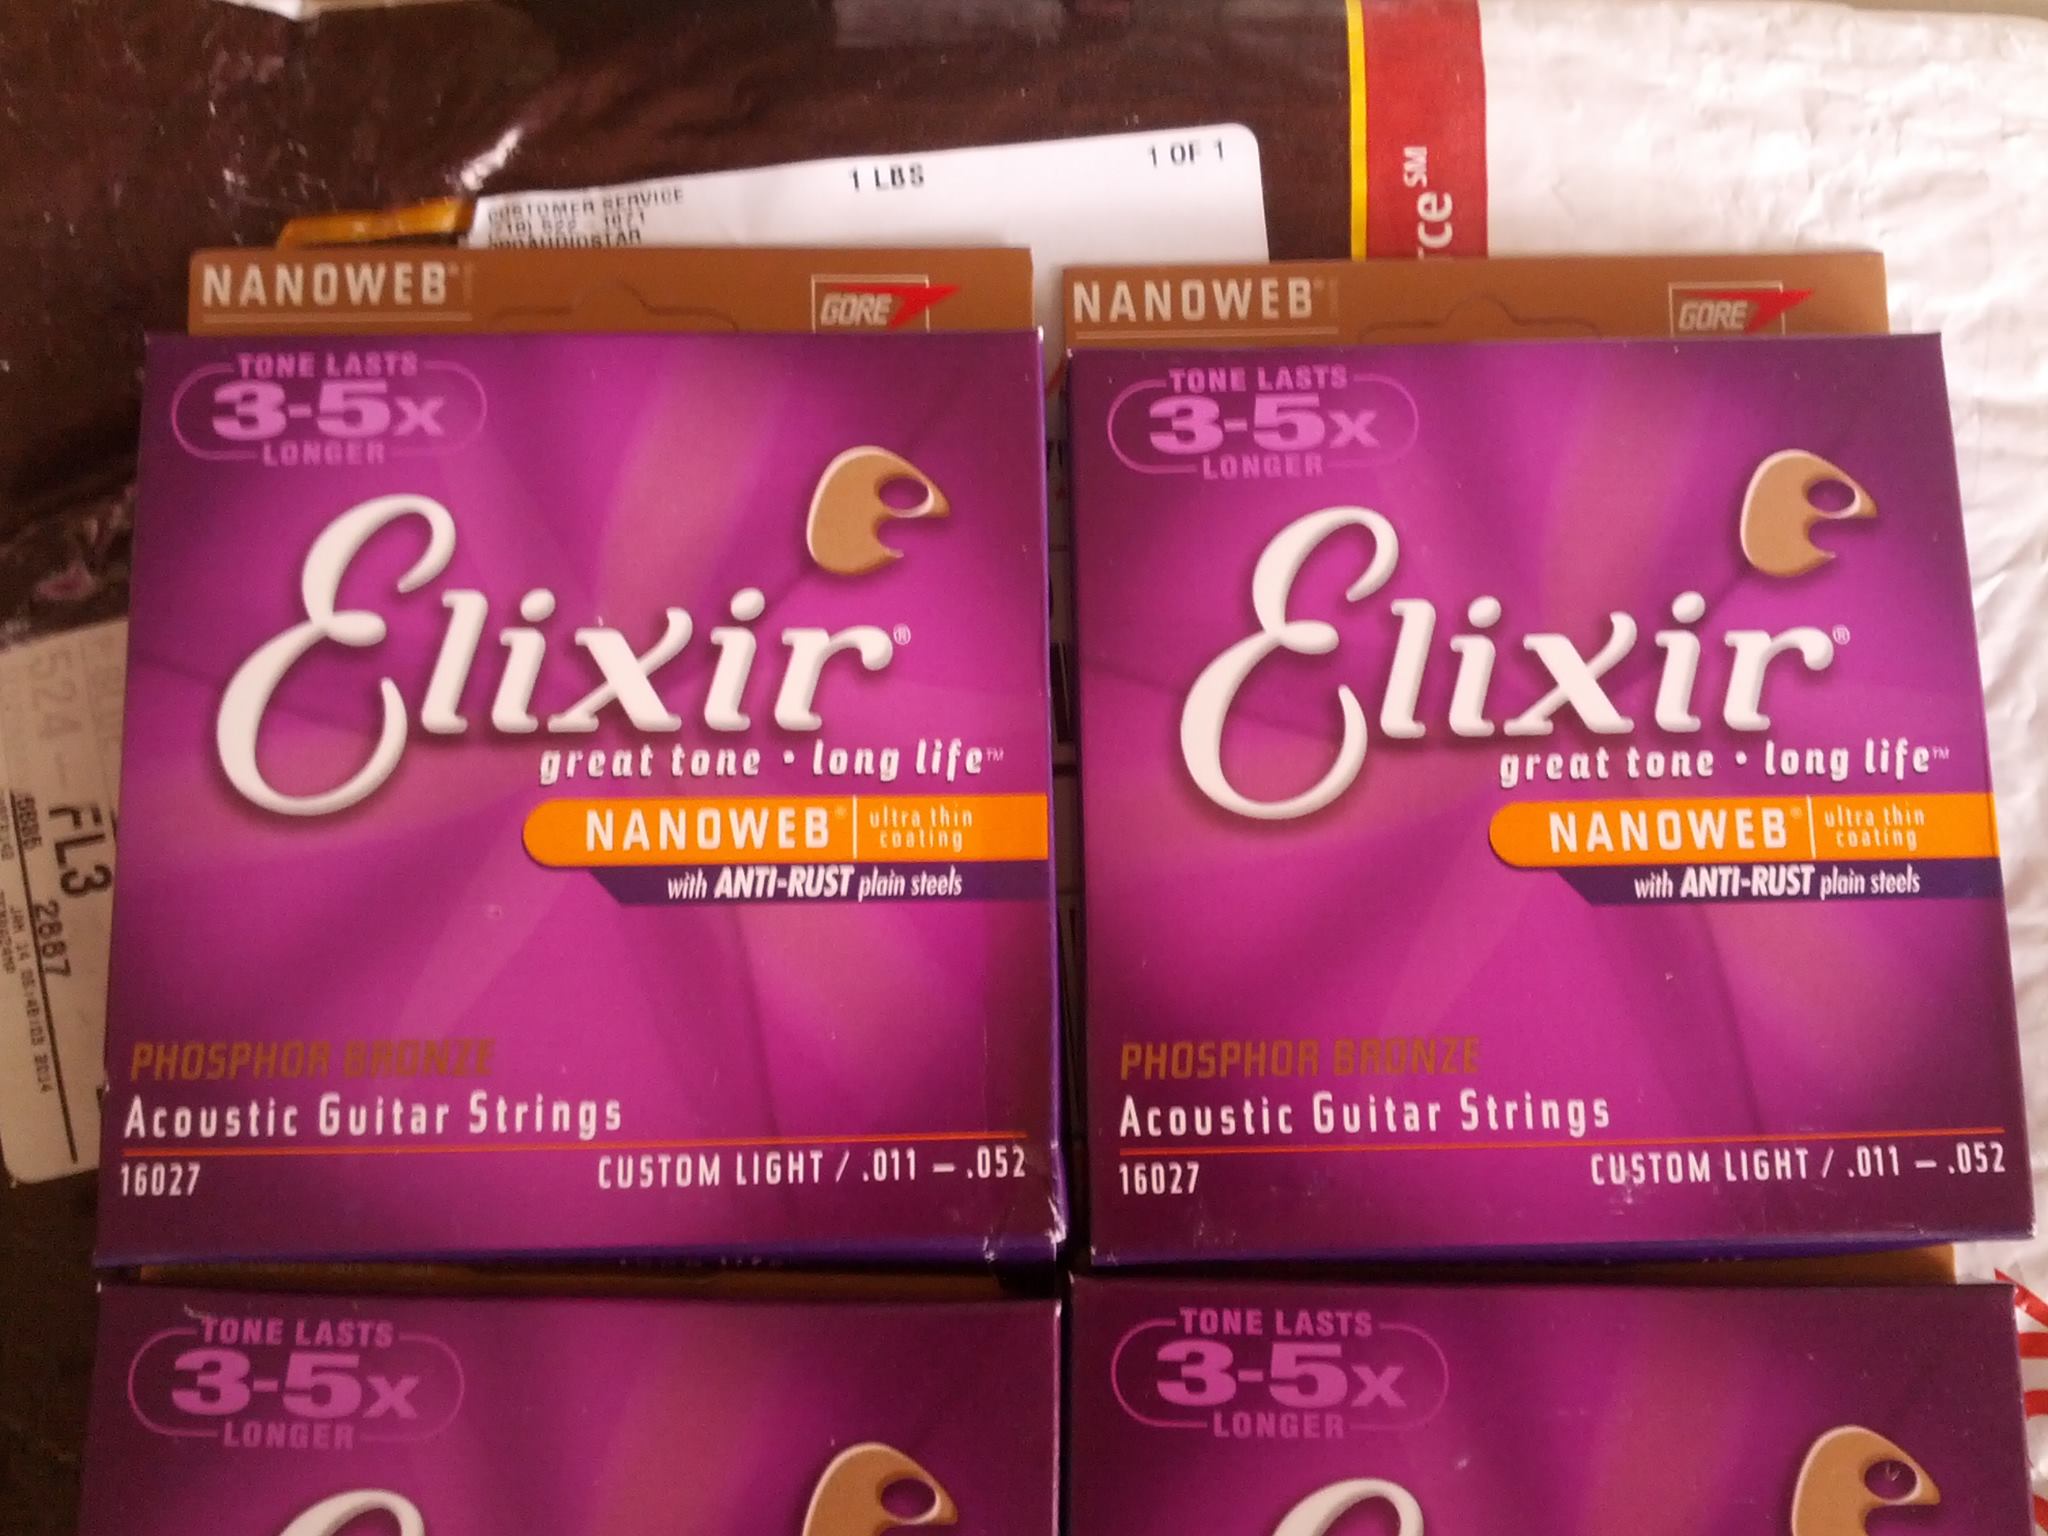 1 LBS
1 OF 1
CUSTOMER SERVICE
rce℠
NANOWEB®
GORE
TONE LASTS
3-5x
LONGER
Elixir®
great tone • long life™
NANOWEB® ultra thin
coating
with ANTI-RUST plain steels
PHOSPHOR BRONZE
Acoustic Guitar Strings
16027
CUSTOM LIGHT / .011 – .052
NANOWEB®
GORE
TONE LASTS
3-5x
LONGER
Elixir®
great tone • long life™
NANOWEB® ultra thin
coating
with ANTI-RUST plain steels
PHOSPHOR BRONZE
Acoustic Guitar Strings
16027
CUSTOM LIGHT / .011 – .052
TONE LASTS
3-5x
LONGER
TONE LASTS
3-5x
LONGER
524 —
FL3
2887